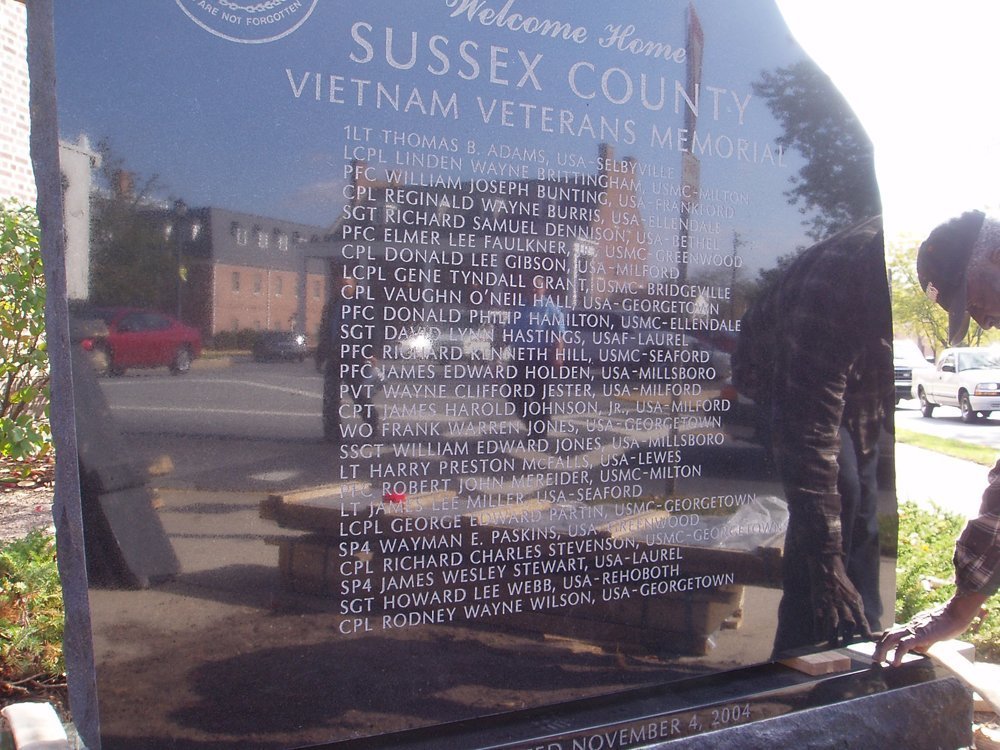 ARE NOT FORGOTTEN
Welcome Home
SUSSEX COUNTY
VIETNAM VETERANS MEMORIAL
1LT THOMAS B. ADAMS, USA-SELBYVILLE
LCPL LINDEN WAYNE BRITTINGHAM, USMC-MILTON
PFC WILLIAM JOSEPH BUNTING, USA-FRANKFORD
CPL REGINALD WAYNE BURRIS, USA-ELLENDALE
SGT RICHARD SAMUEL DENNISON, USA-BETHEL
PFC ELMER LEE FAULKNER, USMC-GREENWOOD
CPL DONALD LEE GIBSON, USA-MILFORD
LCPL GENE TYNDALL GRANT, USMC-BRIDGEVILLE
CPL VAUGHN O'NEIL HALL, USA-GEORGETOWN
PFC DONALD PHILIP HAMILTON, USMC-ELLENDALE
SGT DAVID LYNN HASTINGS, USAF-LAUREL
PFC RICHARD KENNETH HILL, USMC-SEAFORD
PFC JAMES EDWARD HOLDEN, USA-MILLSBORO
PVT WAYNE CLIFFORD JESTER, USA-MILFORD
CPT JAMES HAROLD JOHNSON, JR., USA-MILFORD
WO FRANK WARREN JONES, USA-GEORGETOWN
SSGT WILLIAM EDWARD JONES, USA-MILLSBORO
LT HARRY PRESTON MCFALLS, USA-LEWES
PFC ROBERT JOHN MEREIDER, USMC-MILTON
LT JAMES LEE MILLER, USA-SEAFORD
LCPL GEORGE EDWARD PARTIN, USMC-GEORGETOWN
SP4 WAYMAN E. PASKINS, USA-GREENWOOD
CPL RICHARD CHARLES STEVENSON, USMC-GEORGETOWN
SP4 JAMES WESLEY STEWART, USA-LAUREL
SGT HOWARD LEE WEBB, USA-REHOBOTH
CPL RODNEY WAYNE WILSON, USA-GEORGETOWN
NOVEMBER 4, 2004